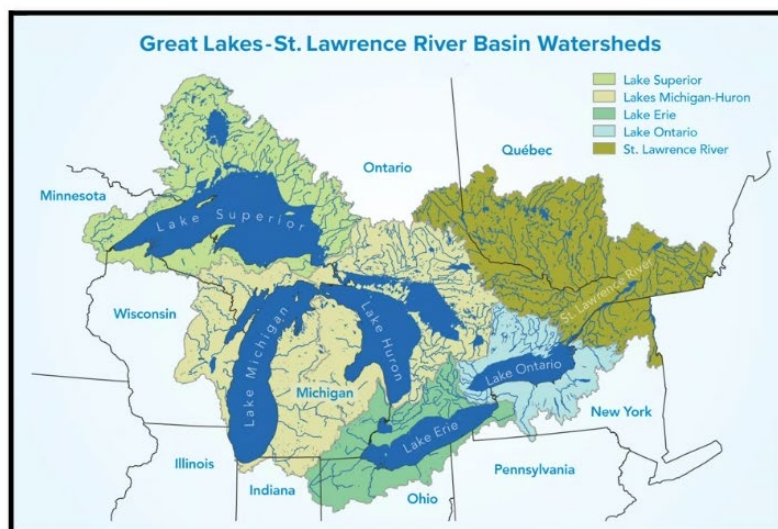 Great Lakes-St. Lawrence River Basin Watersheds
Lake Superior
Lakes Michigan-Huron
Lake Erie
Lake Ontario
St. Lawrence River
Québec
Ontario
Minnesota
Lake Superior
Wisconsin
St. Lawrence River
Lake Michigan
Lake Huron
Michigan
Lake Ontario
New York
Lake Erie
Illinois
Indiana
Ohio
Pennsylvania